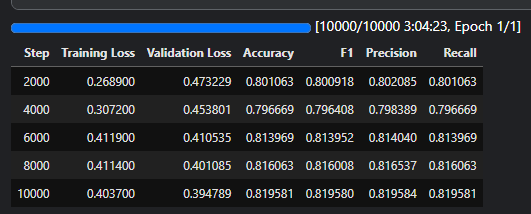 [10000/10000 3:04:23, Epoch 1/1]
Step Training Loss Validation Loss Accuracy F1 Precision Recall
2000 0.268900 0.473229 0.801063 0.800918 0.802085 0.801063
4000 0.307200 0.453801 0.796669 0.796408 0.798389 0.796669
6000 0.411900 0.410535 0.813969 0.813952 0.814040 0.813969
8000 0.411400 0.401085 0.816063 0.816008 0.816537 0.816063
10000 0.403700 0.394789 0.819581 0.819580 0.819584 0.819581